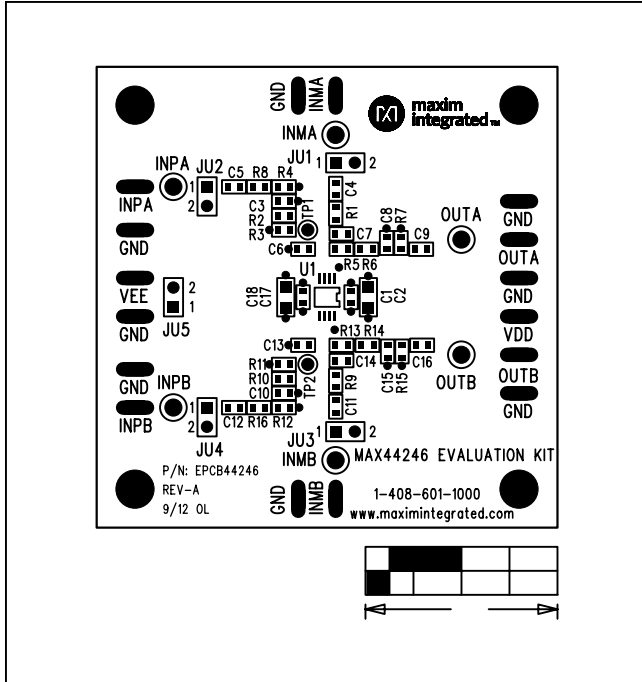 GND
INMA
maxim
integrated™
INMA
JU1
1
2
INPA
JU2
C5
R8
R4
C4
1
INPA
2
C3
R2
R3
TP1
R1
C8
R7
OUTA
GND
GND
C6
C7
C9
OUTA
R5
R6
VEE
2
1
JU5
C18
C17
U1
C1
C2
GND
GND
VDD
C13
R13
R14
GND
INPB
R11
R10
C10
TP2
C14
R9
C15
R15
C16
OUTB
OUTB
INPB
1
2
JU4
C12
R16
R12
C11
GND
JU3
1
2
INMB
MAX44246 EVALUATION KIT
P/N: EPCB44246
REV-A
9/12 OL
GND
INMB
1-408-601-1000
www.maximintegrated.com